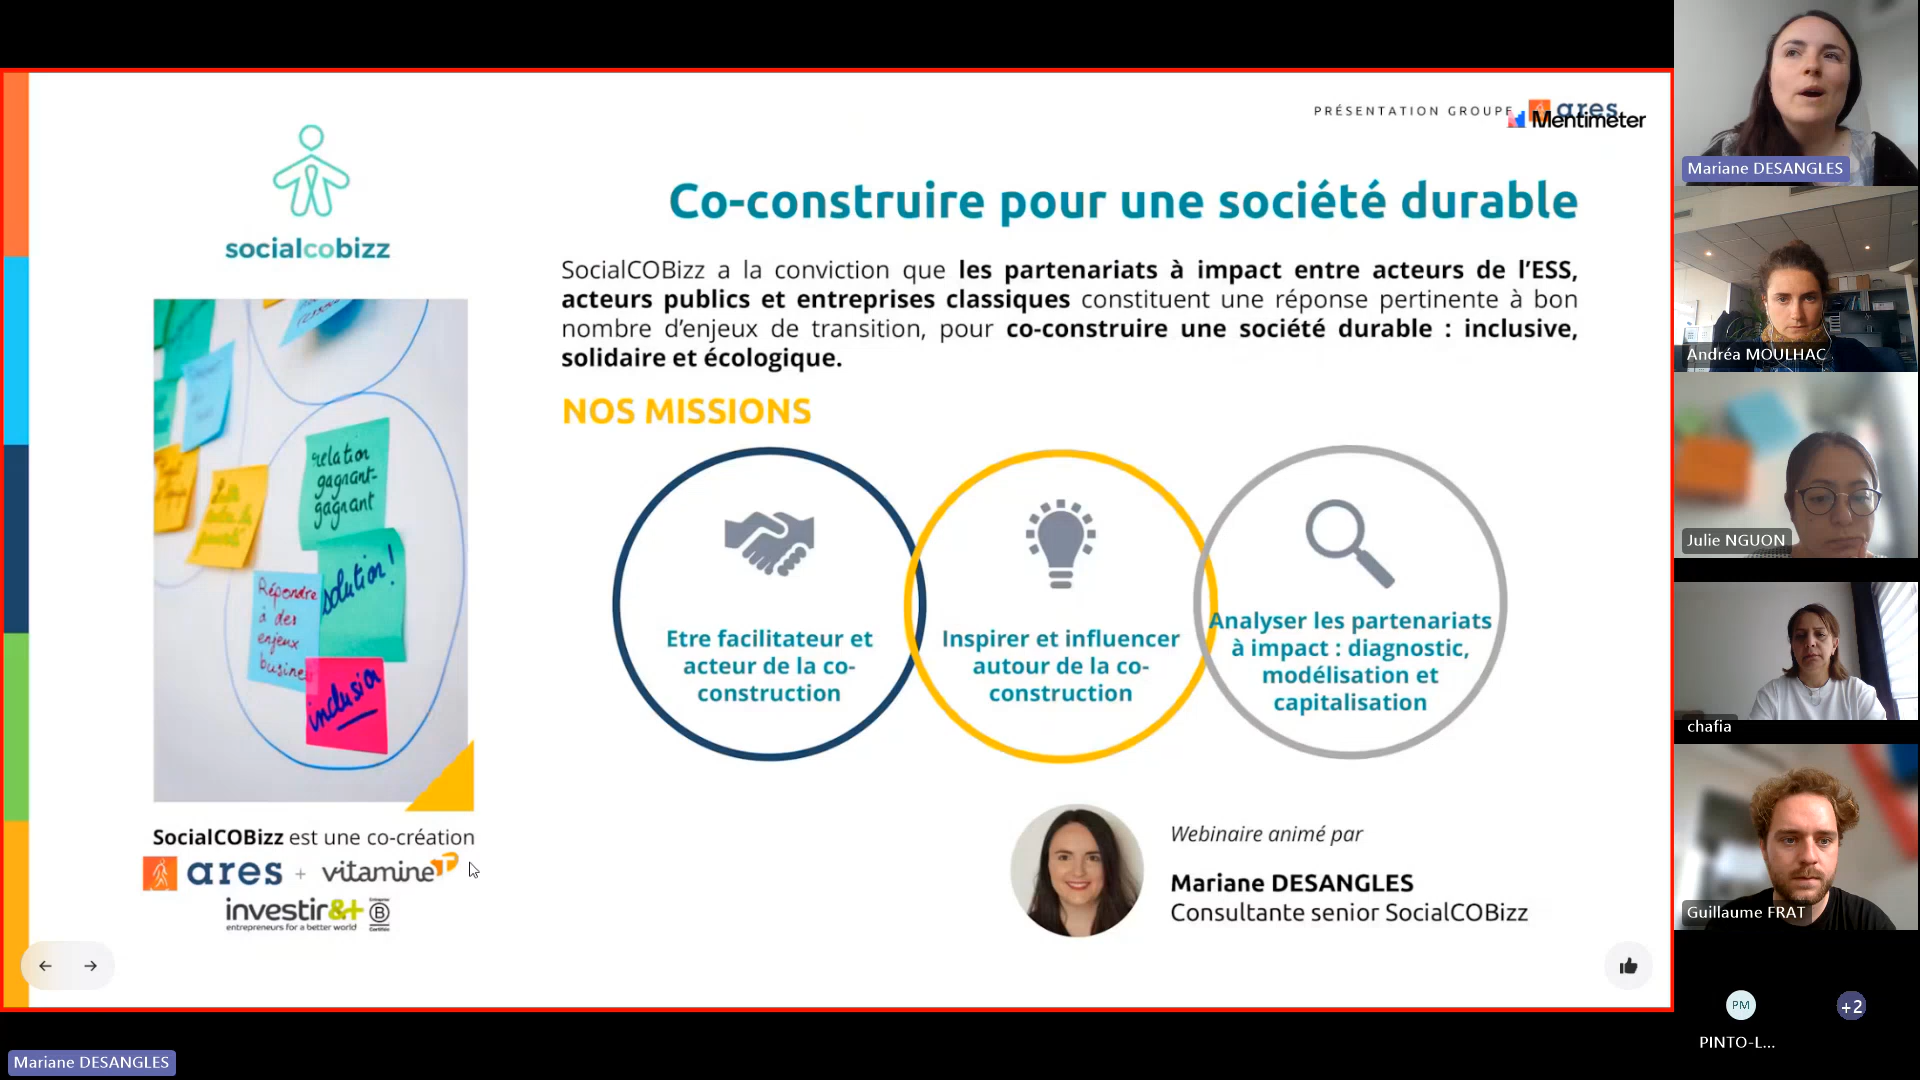 PRÉSENTATION GROUPE ares
Mentimeter
socialcobizz
Co-construire pour une société durable
SocialCOBizz a la conviction que les partenariats à impact entre acteurs de l’ESS,
acteurs publics et entreprises classiques constituent une réponse pertinente à bon
nombre d’enjeux de transition, pour co-construire une société durable : inclusive,
solidaire et écologique.
NOS MISSIONS
Etre facilitateur et
acteur de la co-
construction
Inspirer et influencer
autour de la co-
construction
Analyser les partenariats
à impact : diagnostic,
modélisation et
capitalisation
relation
gagnant-
gagnant
solution!
Répondre
à des
enjeux
busines
inclusion
SocialCOBizz est une co-création
ares + vitamine T
investir&+
entrepreneurs for a better world
Webinaire animé par
Mariane DESANGLES
Consultante senior SocialCOBizz
Mariane DESANGLES
Andréa MOULHAC
Julie NGUON
chafia
Guillaume FRAT
PM
+2
PINTO-L...
Mariane DESANGLES